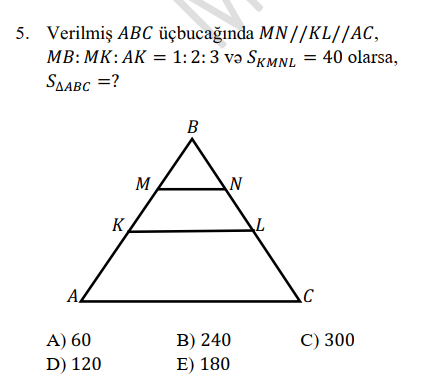 5. Verilmiş ABC üçbucağında MN//KL//AC,
MB: MK: AK = 1: 2: 3 və S_KMNL = 40 olarsa,
S_ΔABC =?
B
M N
K L
A C
A) 60 B) 240 C) 300
D) 120 E) 180